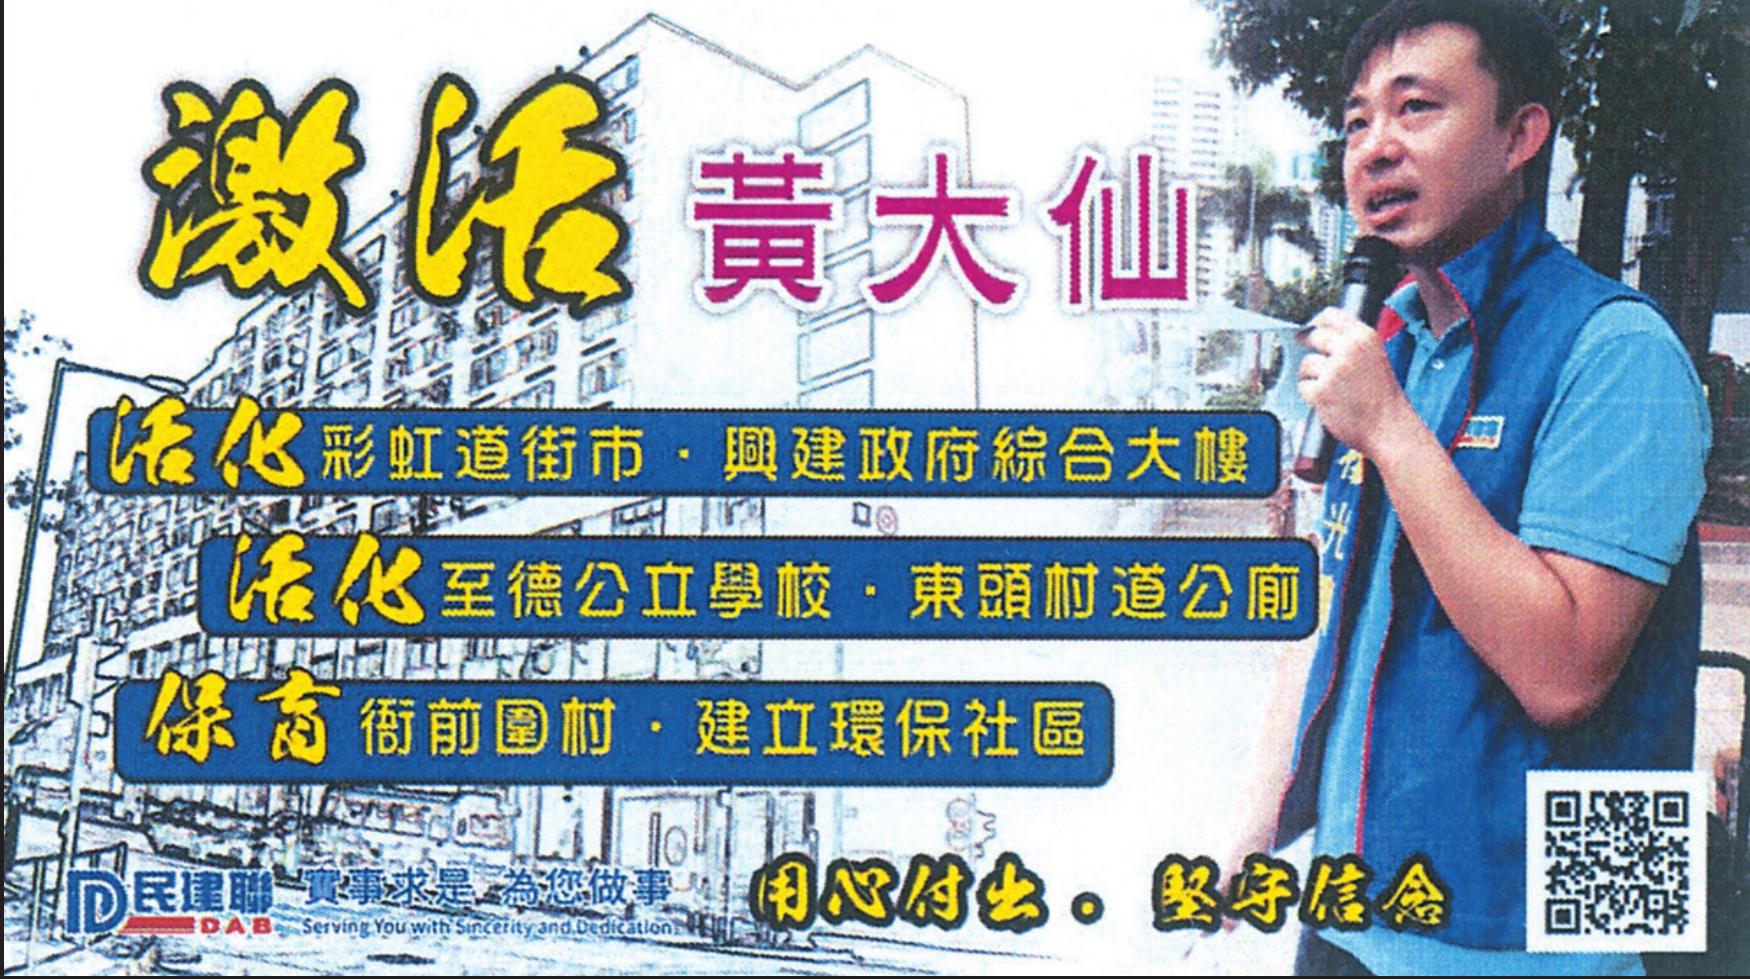 激活 黃大仙
活化 彩虹道街市・興建政府綜合大樓
活化 至德公立學校・東頭村道公廁
保育 衙前圍村・建立環保社區
民建聯 DAB
實事求是 為您做事
Serving You with Sincerity and Dedication
用心付出。堅守信念
光